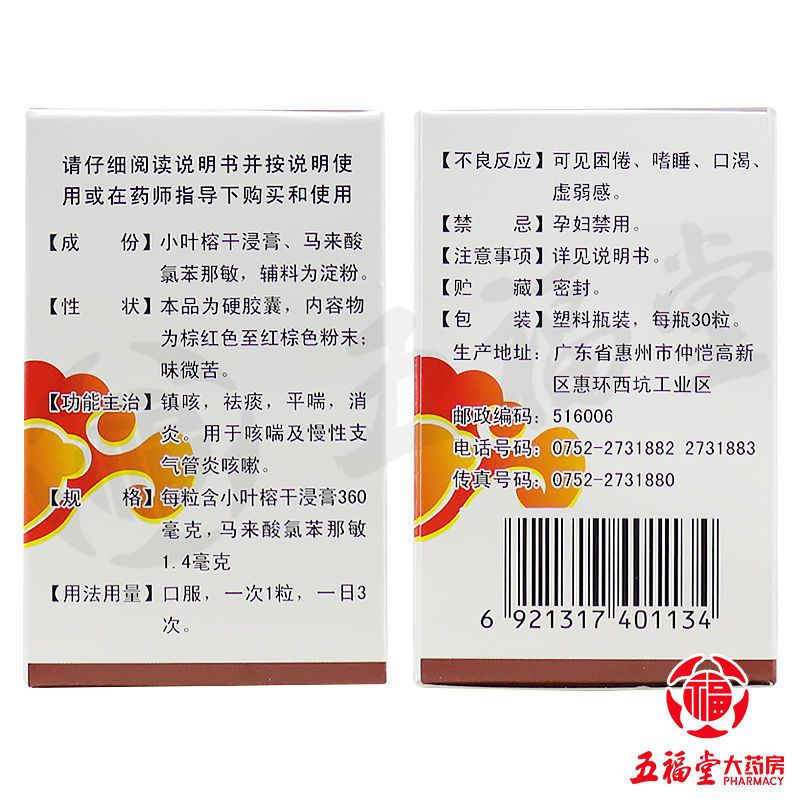 请仔细阅读说明书并按说明使
用或在药师指导下购买和使用
【成 份】小叶榕干浸膏、马来酸
氯苯那敏，辅料为淀粉。
【性 状】本品为硬胶囊，内容物
为棕红色至红棕色粉末；
味微苦。
【功能主治】镇咳，祛痰，平喘，消
炎。用于咳喘及慢性支
气管炎咳嗽。
【规 格】每粒含小叶榕干浸膏360
毫克，马来酸氯苯那敏
1.4毫克
【用法用量】口服，一次1粒，一日3
次。
【不良反应】可见困倦、嗜睡、口渴、
虚弱感。
【禁 忌】孕妇禁用。
【注意事项】详见说明书。
【贮 藏】密封。
【包 装】塑料瓶装，每瓶30粒。
生产地址：广东省惠州市仲恺高新
区惠环西坑工业区
邮政编码：516006
电话号码：0752-2731882 2731883
传真号码：0752-2731880
6 921317 401134
五福堂
福
五福堂大药房
PHARMACY